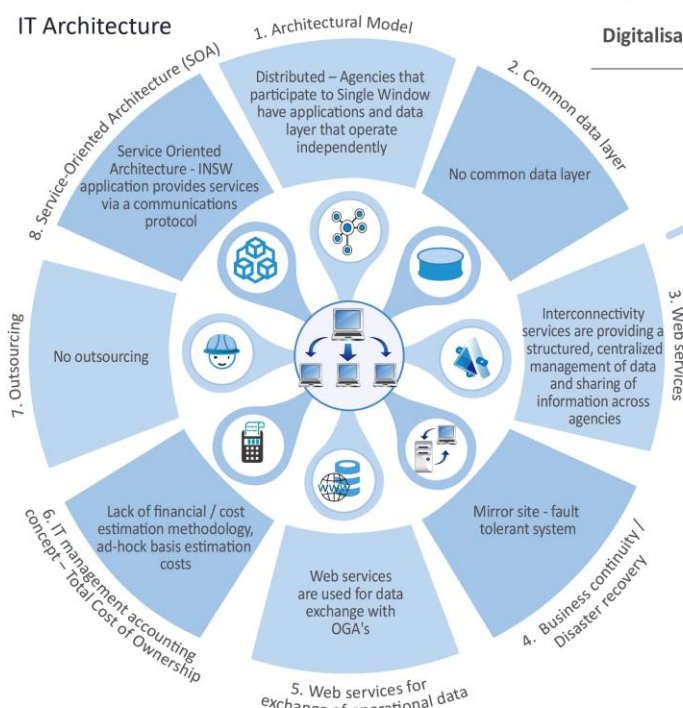 IT Architecture
Digitalisa
1. Architectural Model
Distributed – Agencies that
participate to Single Window
have applications and data
layer that operate
independently
2. Common data layer
No common data layer
3. Web services
Interconnectivity
services are providing a
structured, centralized
management of data
and sharing of
information across
agencies
4. Business continuity /
Disaster recovery
Mirror site - fault
tolerant system
5. Web services for
exchange of operational data
Web services
are used for data
exchange with
OGA's
6. IT management accounting
concept – Total Cost of
Ownership
Lack of financial / cost
estimation methodology,
ad-hock basis estimation
costs
7. Outsourcing
No outsourcing
8. Service-Oriented Architecture (SOA)
Service Oriented
Architecture - INSW
application provides services
via a communications
protocol
WWW